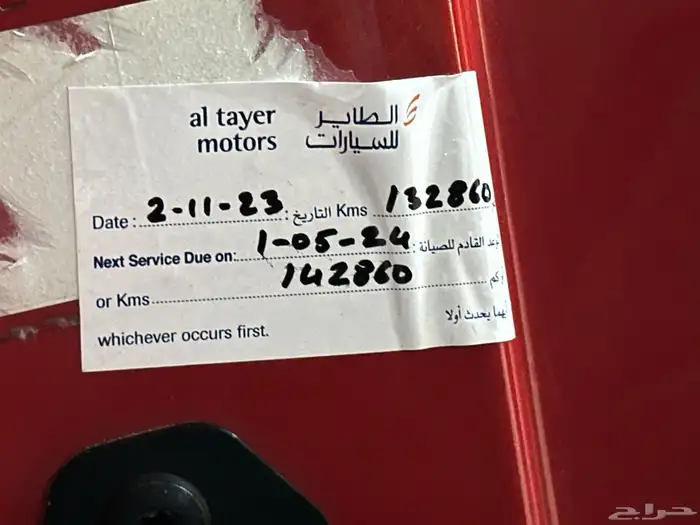 al tayer الطاير
motors للسيارات
Date: 2-11-23 التاريخ: Kms 132860
Next Service Due on: 1-05-24 القادم للصيانة:
or Kms 142860 كم
whichever occurs first. أيهما يحدث أولا
حراج